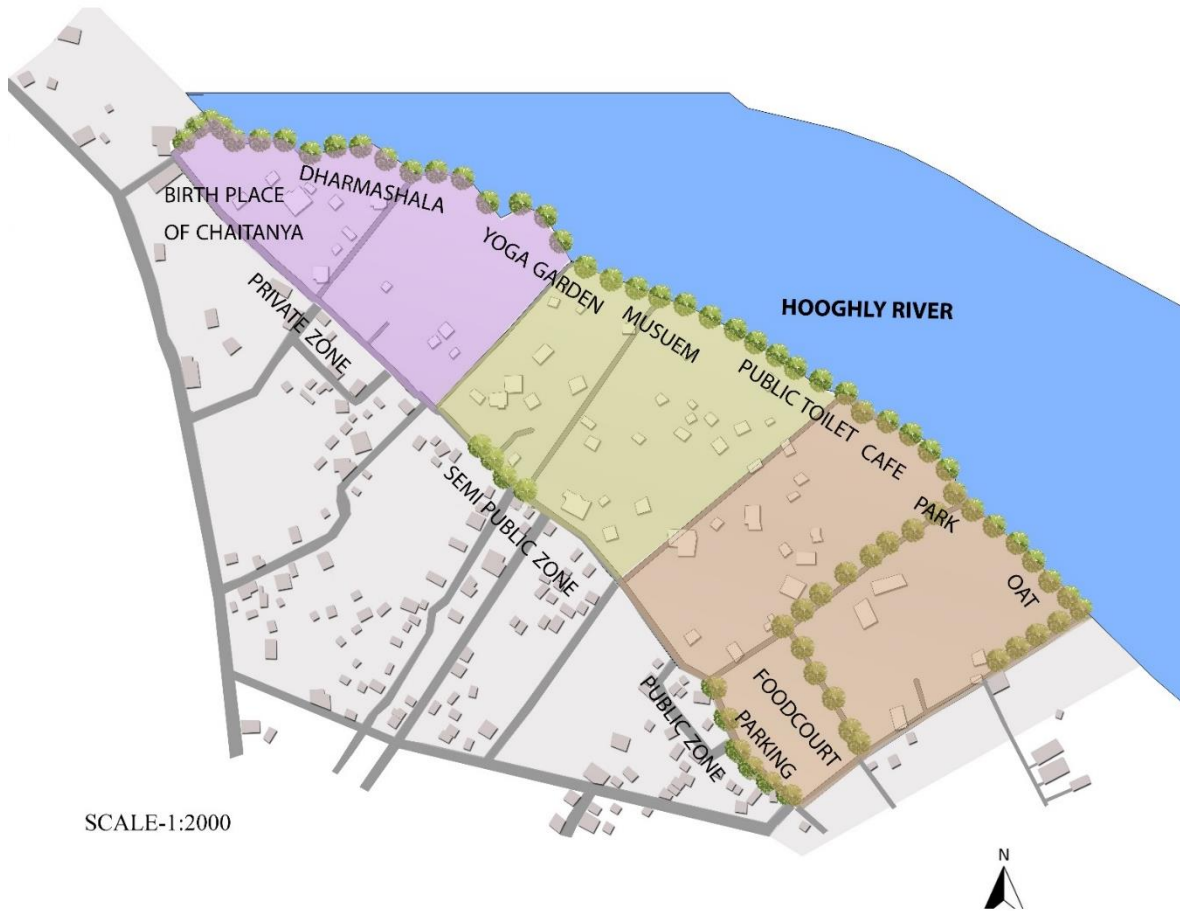 BIRTH PLACE
OF CHAITANYA
DHARMASHALA
YOGA GARDEN
MUSUEM
PUBLIC TOILET
CAFE
PARK
OAT
HOOGHLY RIVER
PRIVATE ZONE
SEMI PUBLIC ZONE
PUBLIC ZONE
FOODCOURT
PARKING
SCALE-1:2000
N